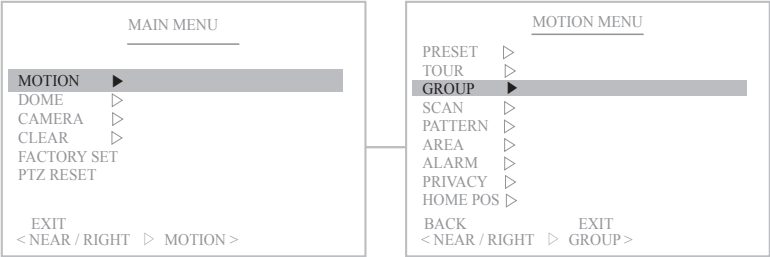 MAIN MENU
MOTION ▶
DOME ▷
CAMERA ▷
CLEAR ▷
FACTORY SET
PTZ RESET
EXIT
< NEAR / RIGHT ▷ MOTION >
MOTION MENU
PRESET ▷
TOUR ▷
GROUP ▶
SCAN ▷
PATTERN ▷
AREA ▷
ALARM ▷
PRIVACY ▷
HOME POS ▷
BACK EXIT
< NEAR / RIGHT ▷ GROUP >